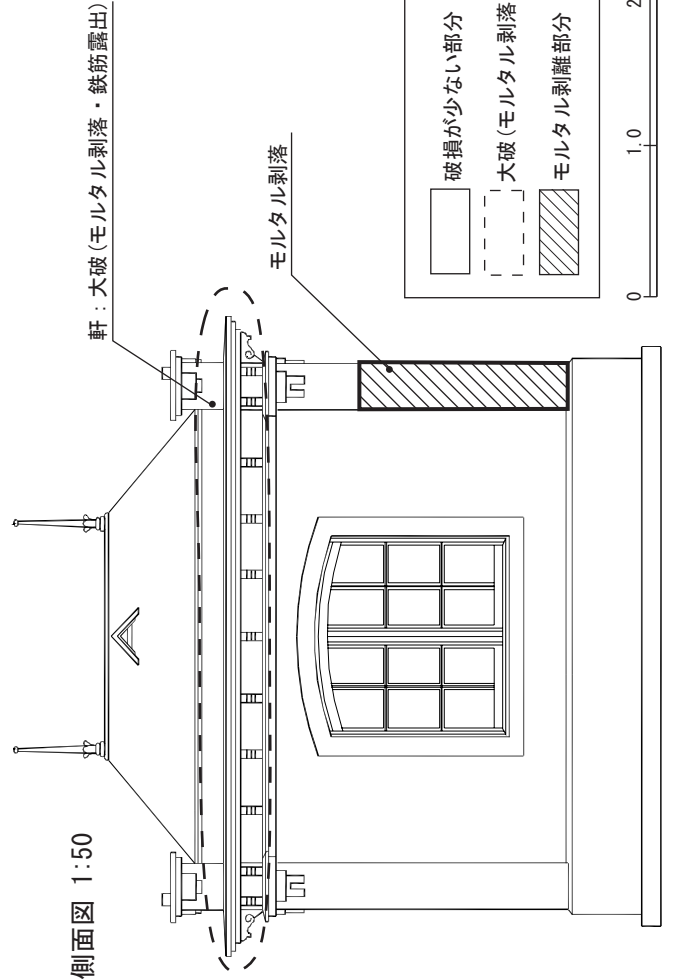 側面図 1:50
軒：大破(モルタル剥落・鉄筋露出)
モルタル剥落
破損が少ない部分
大破(モルタル剥落
モルタル剥離部分
0 1.0 2